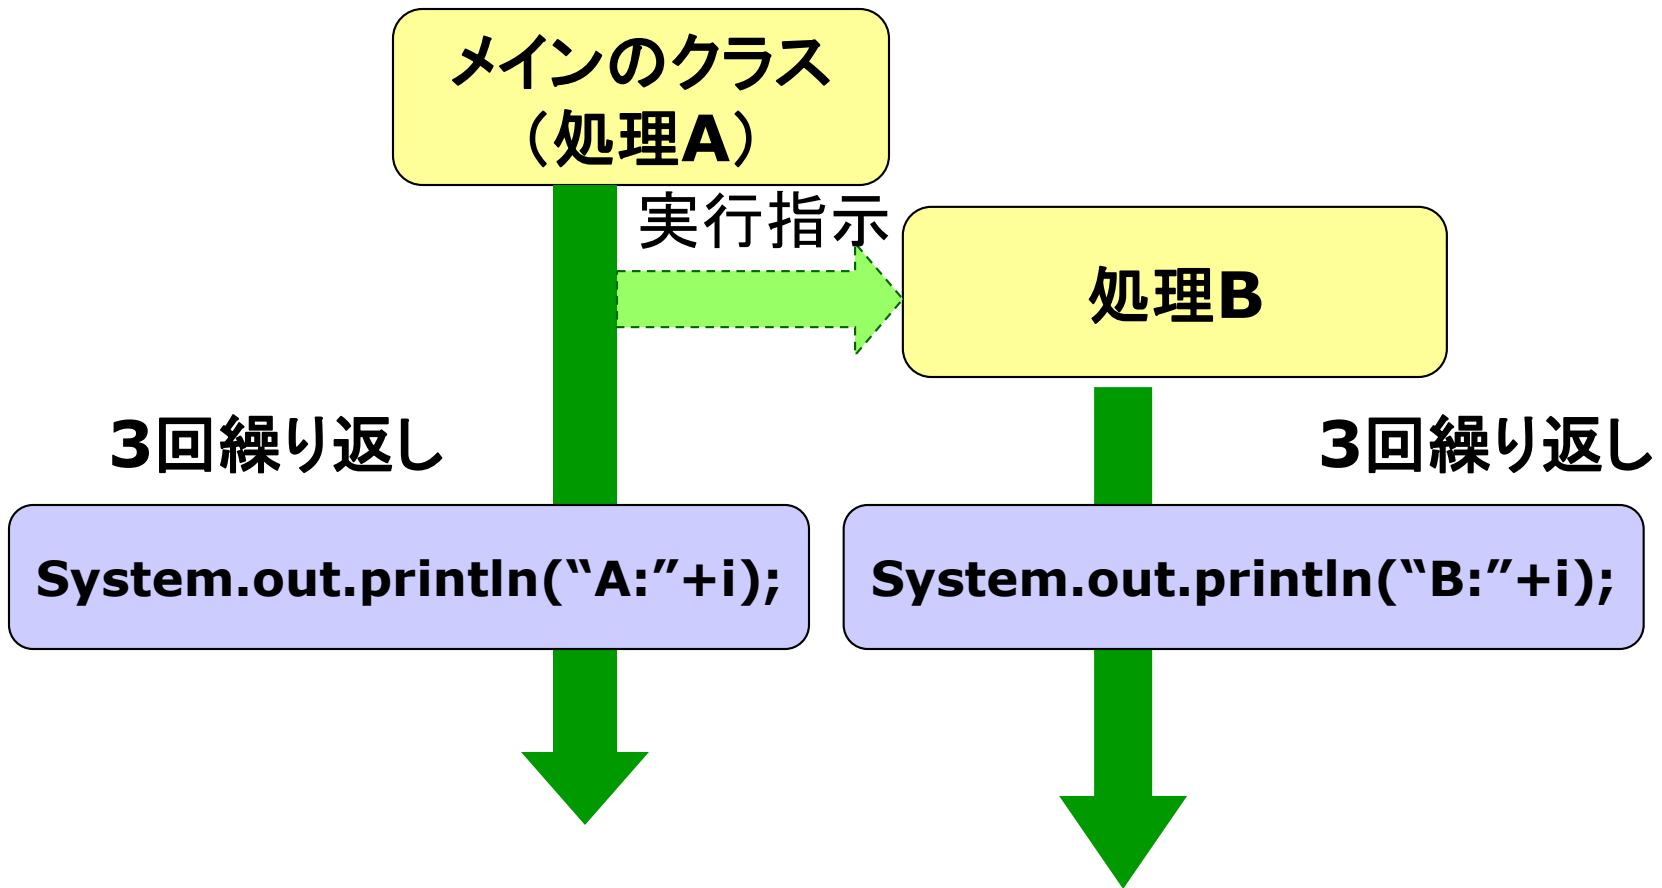 メインのクラス
（処理A）
実行指示
処理B
3回繰り返し
3回繰り返し
System.out.println(“A:”+i);
System.out.println(“B:”+i);